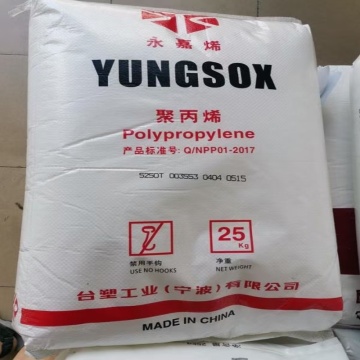 永嘉烯
YUNGSOX
聚丙烯
Polypropylene
产品标准号: Q/NPP01-2017
5250T 003553 0404 0515
禁用手钩
USE NO HOOKS
25Kg
净重
NET WEIGHT
台塑工业(宁波)有限公司
MADE IN CHINA